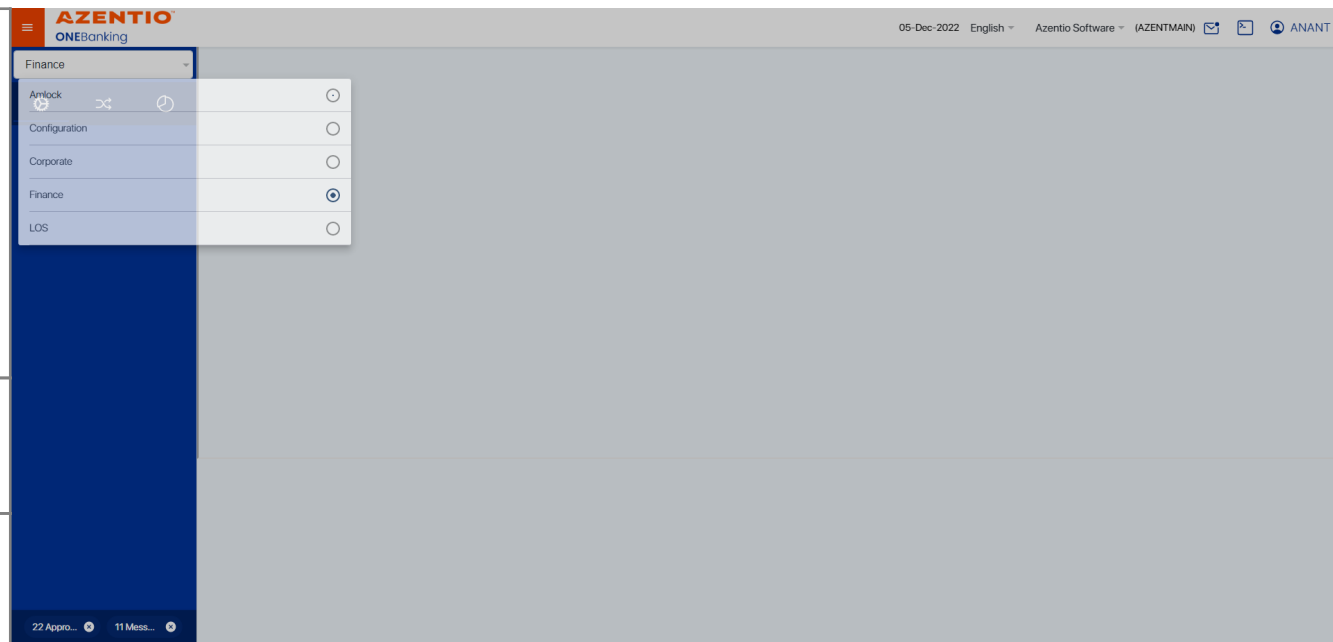 AZENTIO
ONEBanking
05-Dec-2022 English Azentio Software (AZENTMAIN) ANANT
Finance
Amlock
Configuration
Corporate
Finance
LOS
22 Appro... 11 Mess...